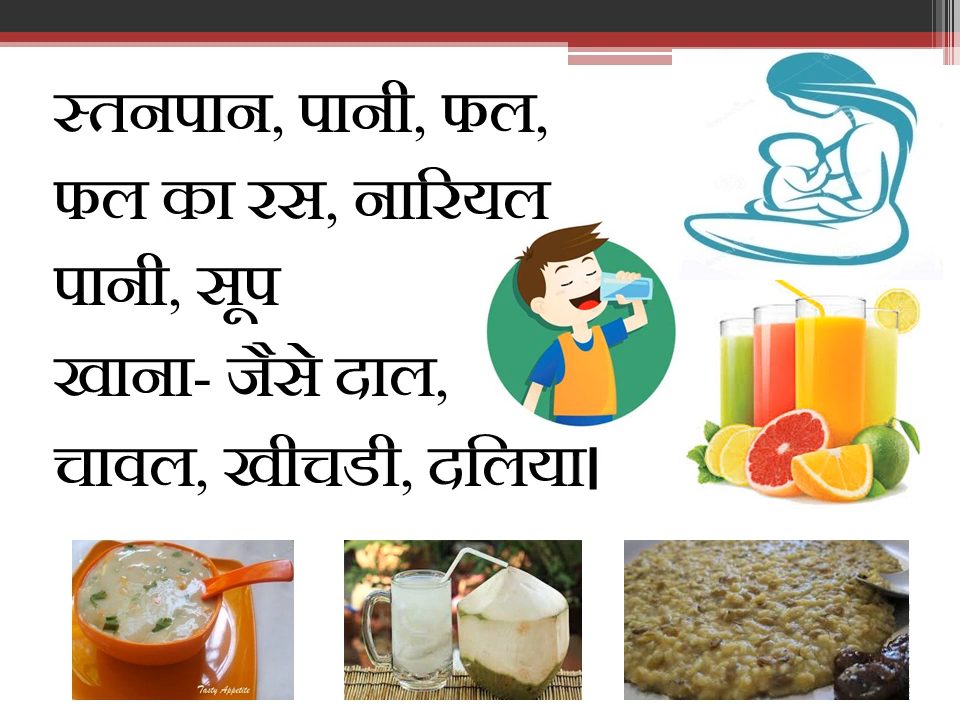 स्तनपान, पानी, फल,
फल का रस, नारियल
पानी, सूप
खाना- जैसे दाल,
चावल, खीचडी, दलिया।
Tasty Appetite